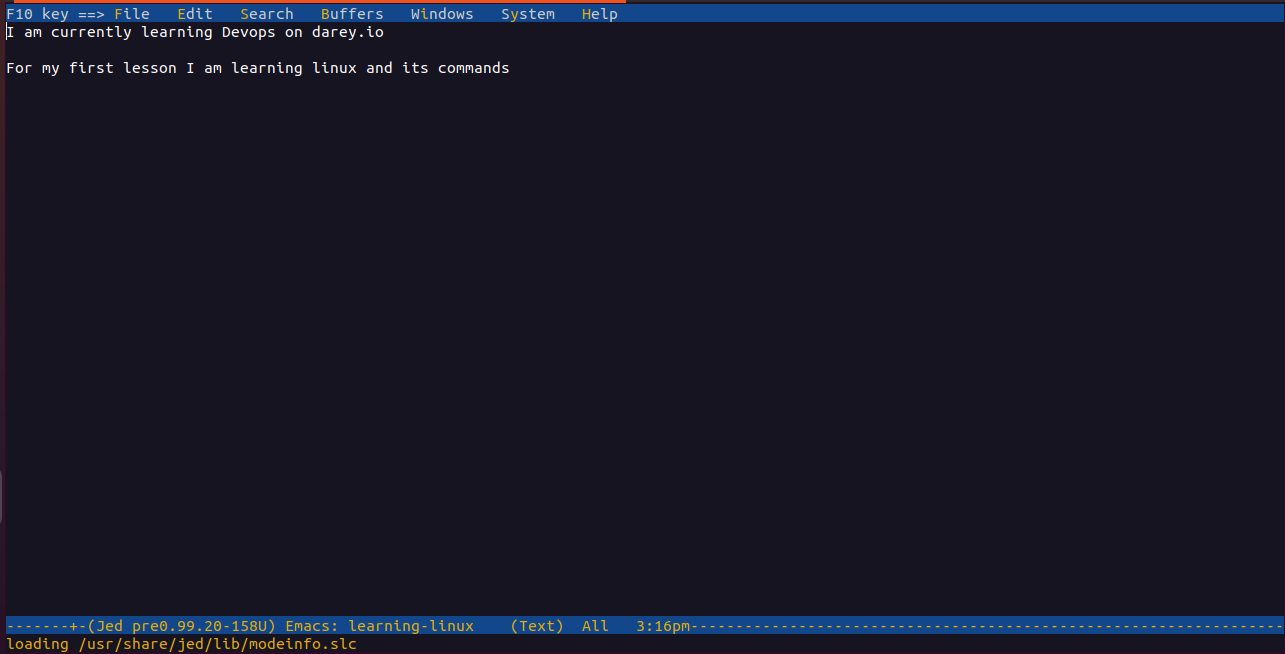 F10 key ==> File   Edit   Search   Buffers   Windows   System   Help
I am currently learning Devops on darey.io
For my first lesson I am learning linux and its commands
-------+-(Jed pre0.99.20-158U) Emacs: learning-linux    (Text)  All   3:16pm------------------------------------------------------------------
loading /usr/share/jed/lib/modeinfo.slc